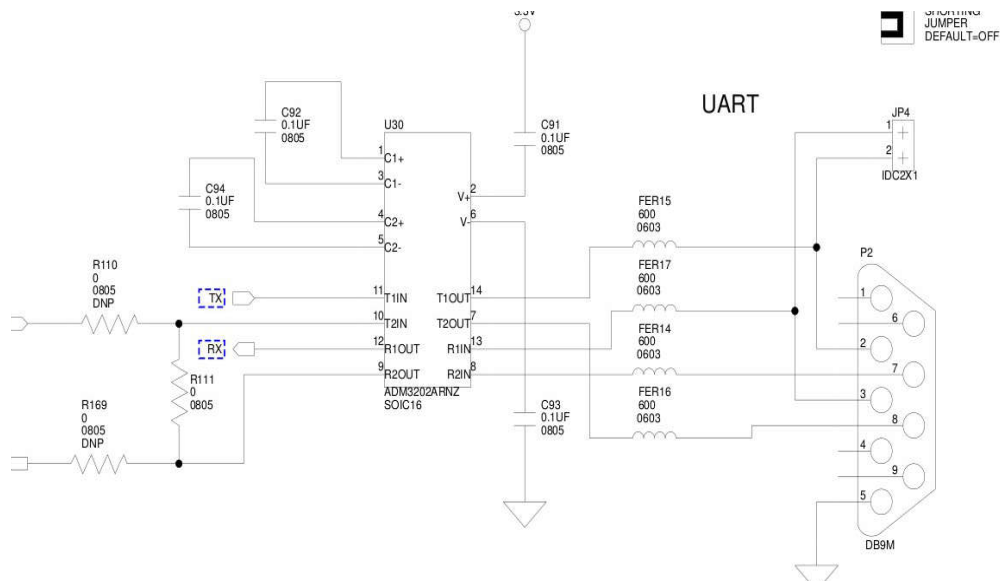 3.3V
SHORTING
JUMPER
DEFAULT=OFF
UART
C92
0.1UF
0805
U30
C91
0.1UF
0805
JP4
1
2
IDC2X1
C94
0.1UF
0805
1
C1+
3
C1-
4
C2+
5
C2-
2
V+
6
V-
FER15
600
0603
FER17
600
0603
FER14
600
0603
FER16
600
0603
P2
R110
0
0805
DNP
TX
11
T1IN
10
T2IN
RX
12
R1OUT
9
R2OUT
14
T1OUT
7
T2OUT
13
R1IN
8
R2IN
ADM3202ARNZ
SOIC16
R111
0
0805
R169
0
0805
DNP
C93
0.1UF
0805
1
6
2
7
3
8
4
9
5
DB9M